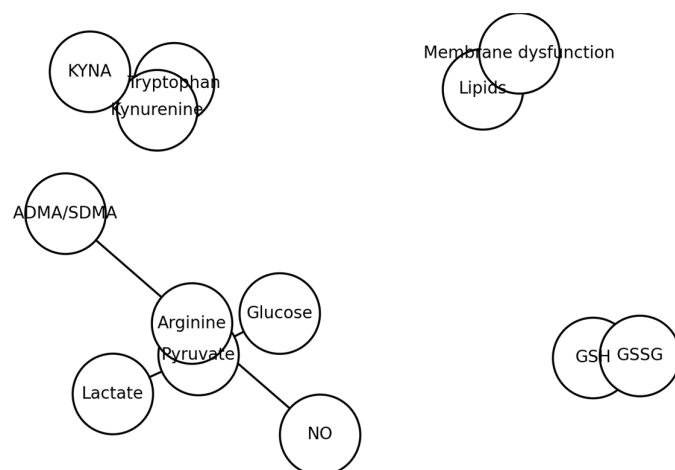 Membrane dysfunction
KYNA
Tryptophan
Lipids
Kynurenine
ADMA/SDMA
Glucose
Arginine
Pyruvate
GSH
GSSG
Lactate
NO